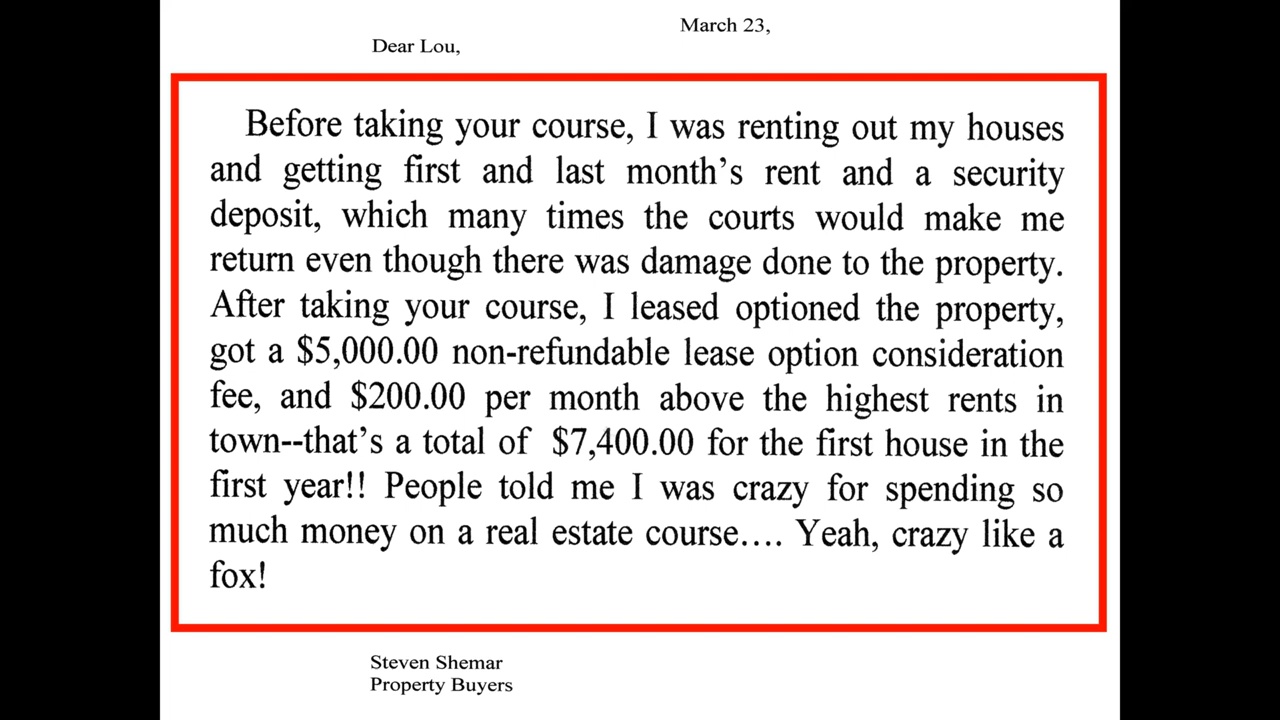 March 23,
Dear Lou,
Before taking your course, I was renting out my houses
and getting first and last month's rent and a security
deposit, which many times the courts would make me
return even though there was damage done to the property.
After taking your course, I leased optioned the property,
got a $5,000.00 non-refundable lease option consideration
fee, and $200.00 per month above the highest rents in
town--that's a total of $7,400.00 for the first house in the
first year!! People told me I was crazy for spending so
much money on a real estate course.... Yeah, crazy like a
fox!
Steven Shemar
Property Buyers